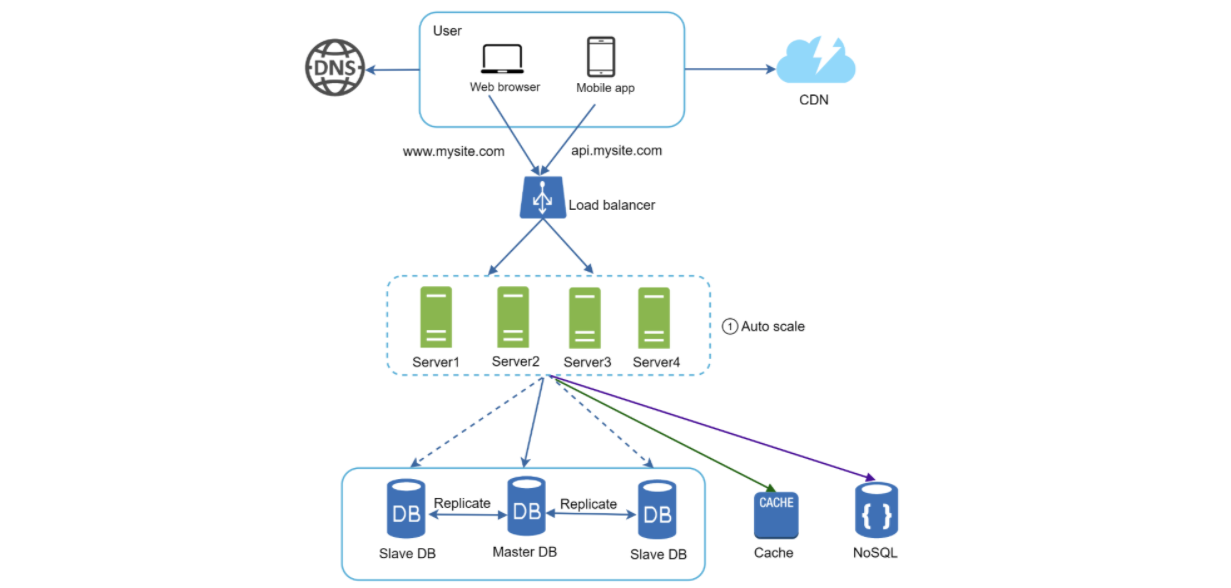 User
DNS
Web browser
Mobile app
CDN
www.mysite.com
api.mysite.com
Load balancer
Server1
Server2
Server3
Server4
1 Auto scale
Replicate
Replicate
DB
DB
DB
CACHE
{ }
Slave DB
Master DB
Slave DB
Cache
NoSQL